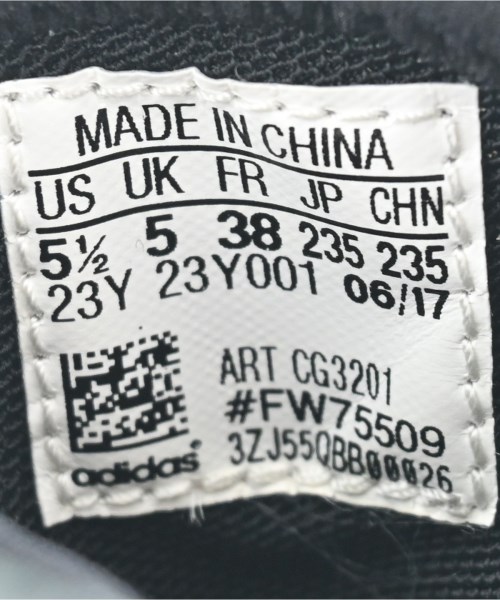 MADE IN CHINA
US UK FR JP CHN
5½ 5 38 235 235
23Y 23Y001 06/17
ART CG3201
#FW75509
3ZJ55QBB00026
adidas